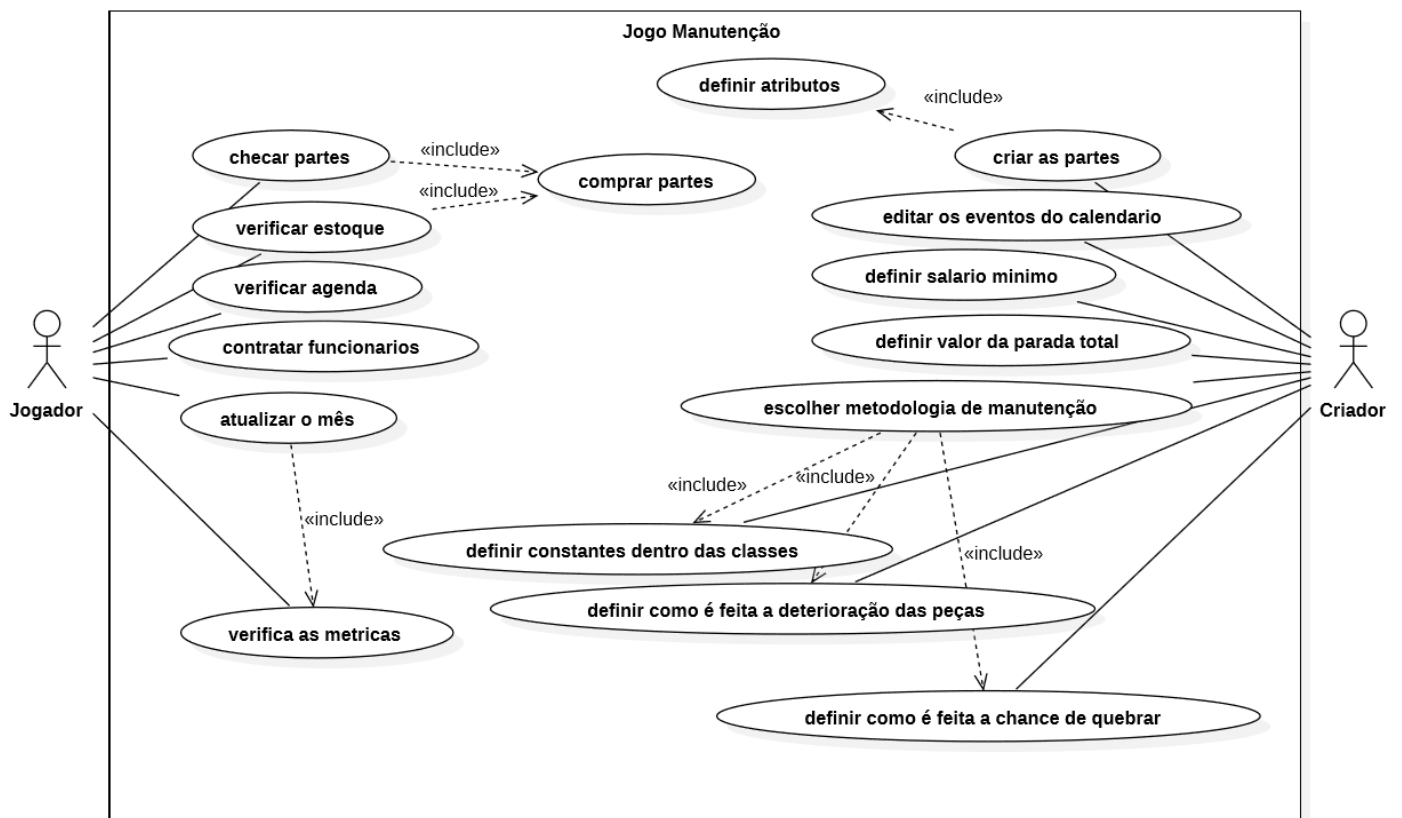 Jogo Manutenção
definir atributos
«include»
checar partes
«include»
criar as partes
comprar partes
«include»
verificar estoque
editar os eventos do calendario
verificar agenda
definir salario minimo
contratar funcionarios
definir valor da parada total
Jogador
Criador
atualizar o mês
escolher metodologia de manutenção
«include»
«include»
«include»
definir constantes dentro das classes
«include»
definir como é feita a deterioração das peças
verifica as metricas
definir como é feita a chance de quebrar